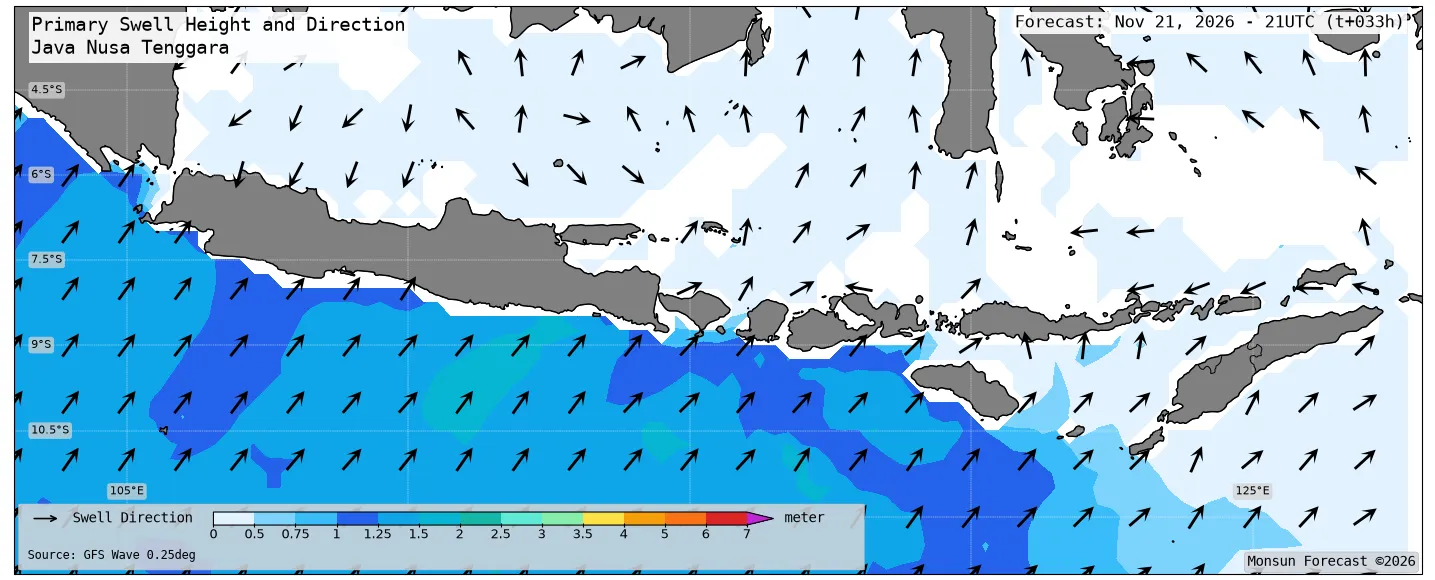 Primary Swell Height and Direction
Java Nusa Tenggara
Forecast: Nov 21, 2026 - 21UTC (t+033h)
4.5°S
6°S
7.5°S
9°S
10.5°S
105°E
125°E
Swell Direction
meter
0 0.5 0.75 1 1.25 1.5 2 2.5 3 3.5 4 5 6 7
Source: GFS Wave 0.25deg
Monsun Forecast ©2026